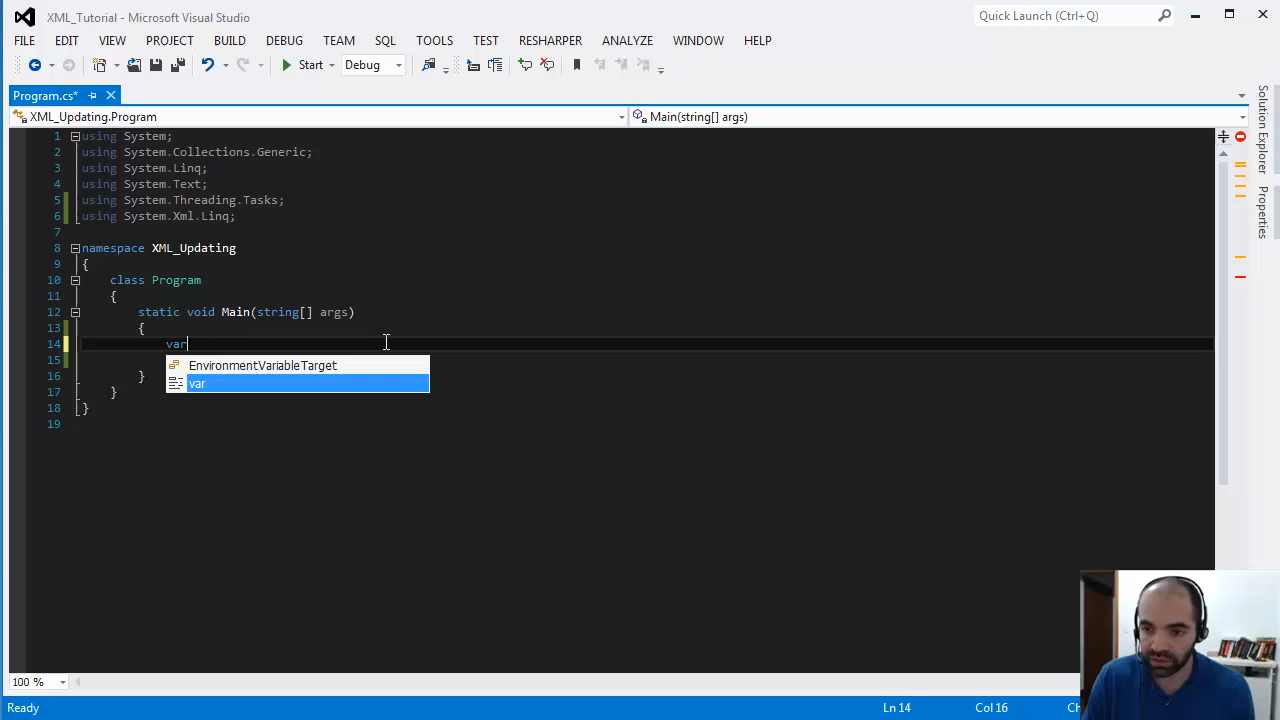 XML_Tutorial - Microsoft Visual Studio
Quick Launch (Ctrl+Q)
FILE EDIT VIEW PROJECT BUILD DEBUG TEAM SQL TOOLS TEST RESHARPER ANALYZE WINDOW HELP
Start Debug
Program.cs*
XML_Updating.Program Main(string[] args)
1 using System;
2 using System.Collections.Generic;
3 using System.Linq;
4 using System.Text;
5 using System.Threading.Tasks;
6 using System.Xml.Linq;
7
8 namespace XML_Updating
9 {
10 class Program
11 {
12 static void Main(string[] args)
13 {
14 var
EnvironmentVariableTarget
15
var
16 }
17 }
18 }
19
Solution Explorer
Properties
100 %
Ready Ln 14 Col 16